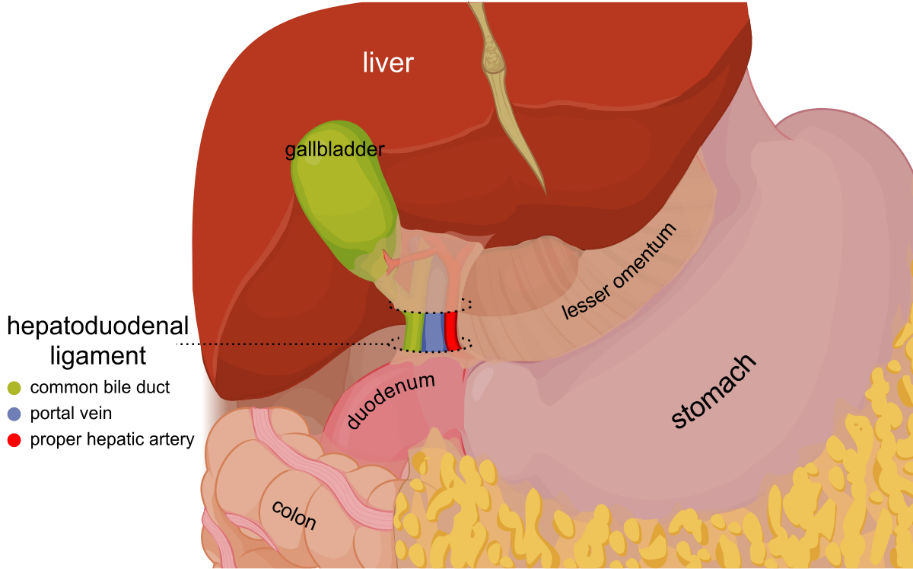 liver
gallbladder
lesser omentum
hepatoduodenal
ligament
common bile duct
portal vein
proper hepatic artery
duodenum
stomach
colon